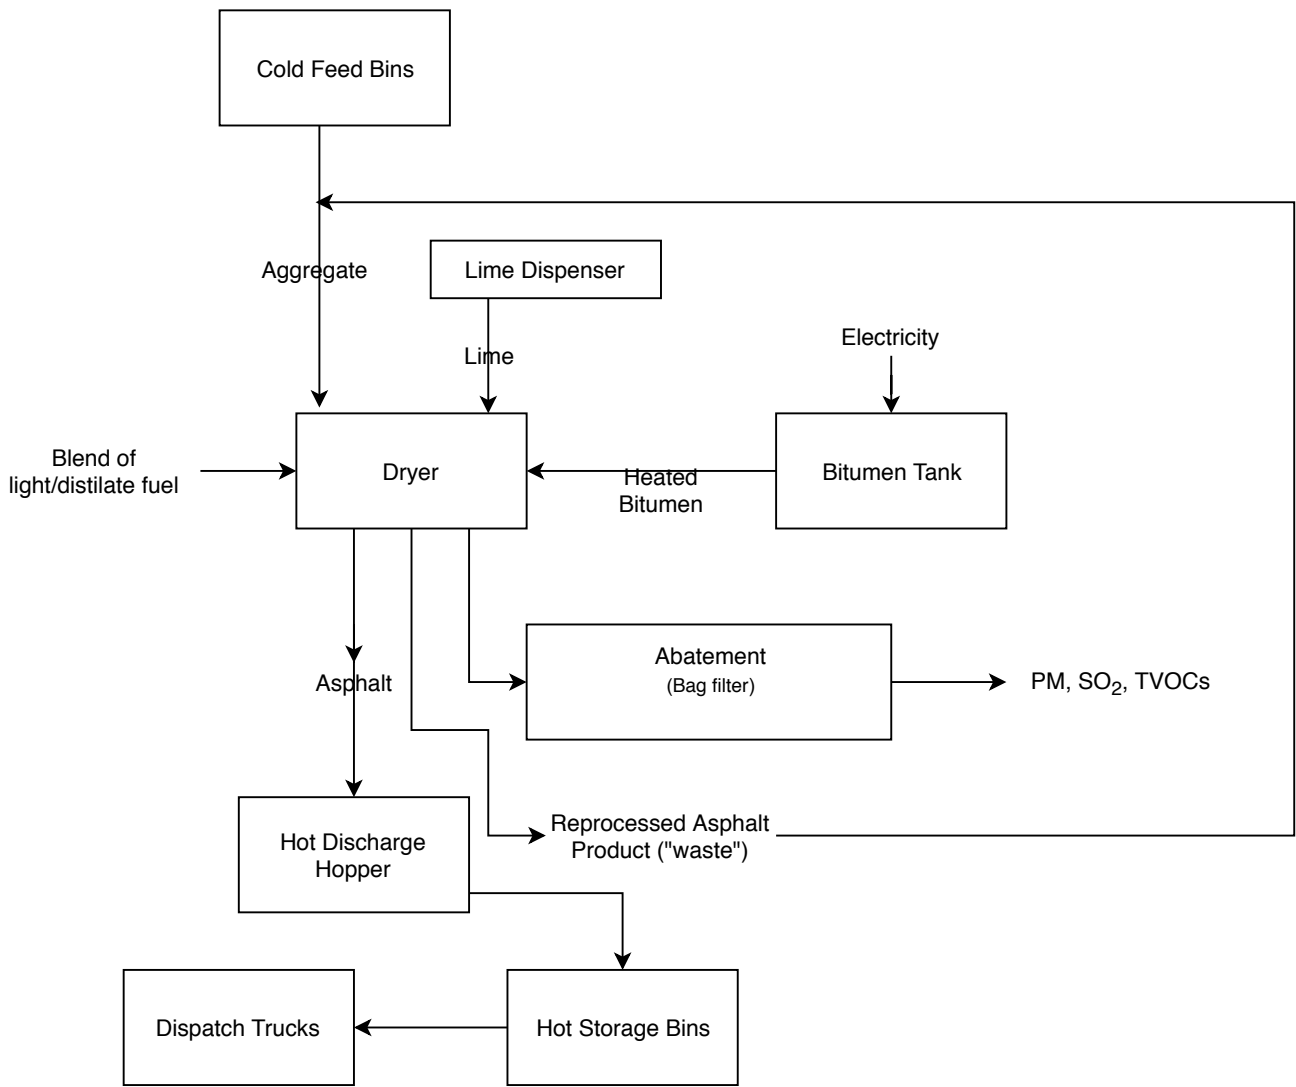 Cold Feed Bins
Aggregate
Lime Dispenser
Lime
Electricity
Blend of
light/distilate fuel
Dryer
Heated
Bitumen
Bitumen Tank
Asphalt
Abatement
(Bag filter)
PM, SO₂, TVOCs
Hot Discharge
Hopper
Reprocessed Asphalt
Product ("waste")
Dispatch Trucks
Hot Storage Bins